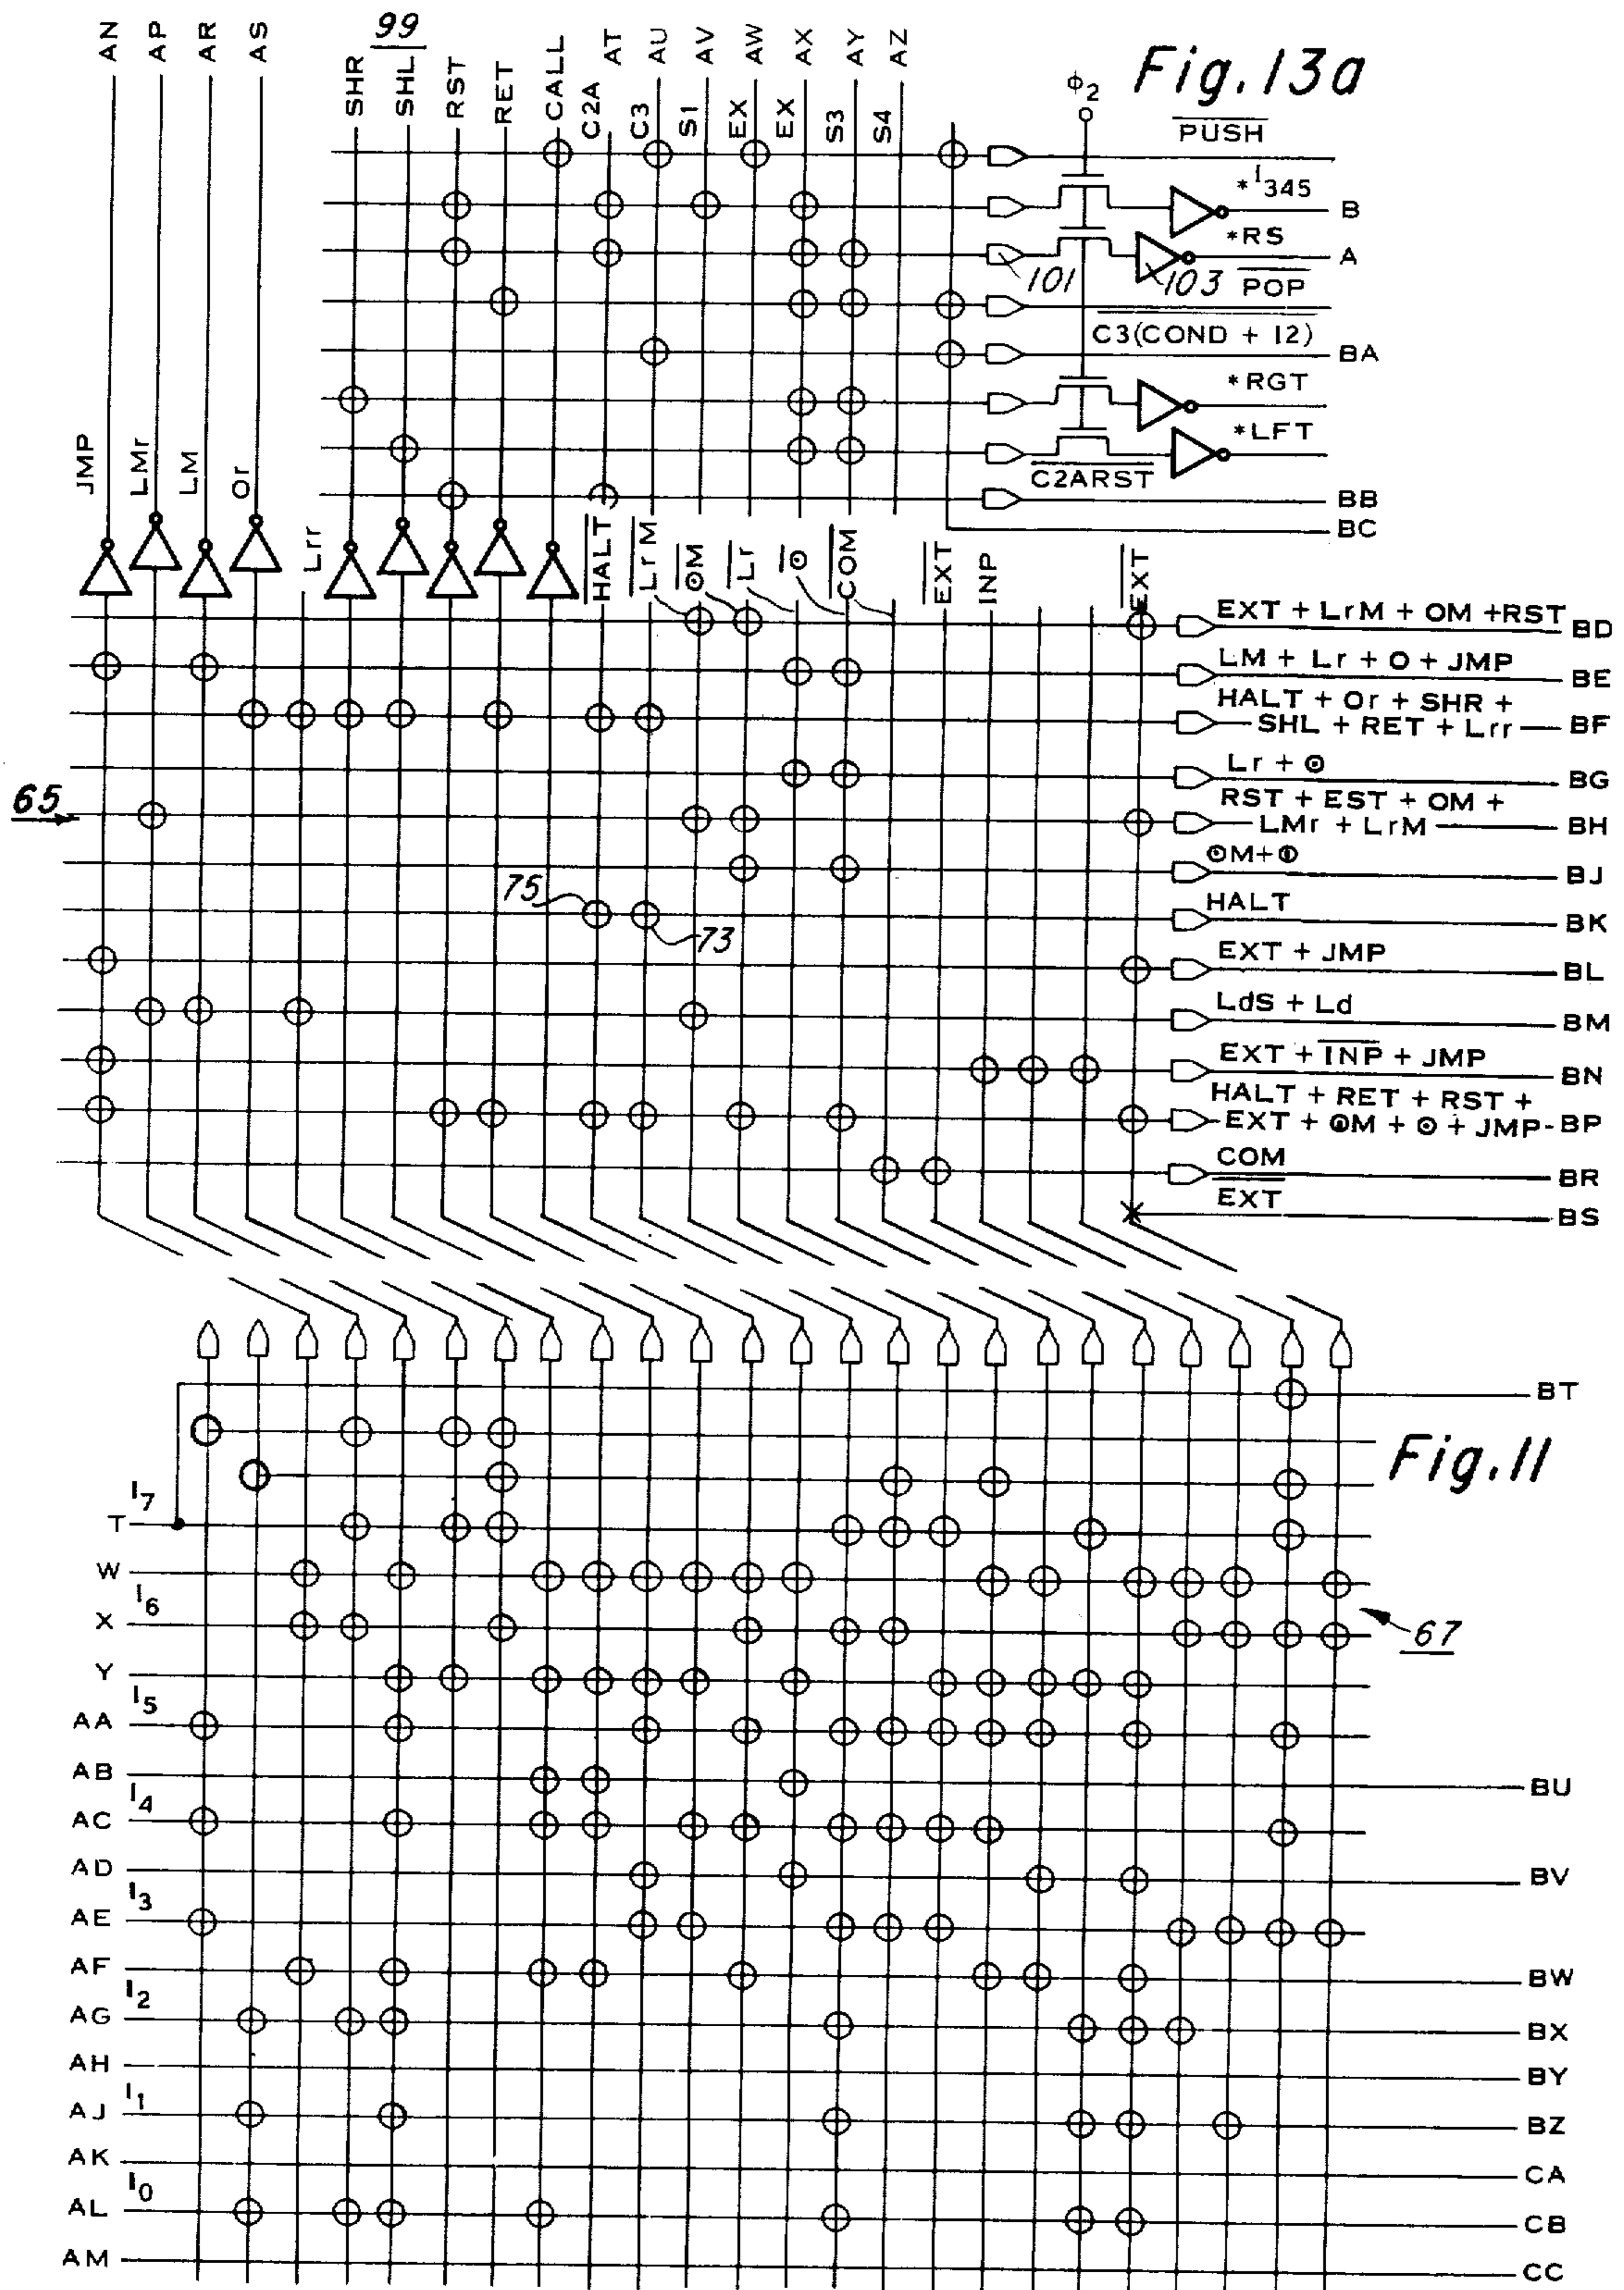 AN AP AR AS 99 AT AU AV AW AX AY AZ Fig.13a
SHR SHL RST RET CALL C2A C3 S1 EX EX S3 S4 Φ2
PUSH
*I345 B
*RS A
101 103 POP
C3(COND + I2) BA
*RGT
*LFT
C2ARST BB
BC
JMP LMr LM Or Lrr HALT LrM ⊙M Lr ⊙ COM EXT INP EXT
EXT + LrM + OM +RST BD
LM + Lr + O + JMP BE
HALT + Or + SHR +
SHL + RET + Lrr BF
Lr + ⊙ BG
65 RST + EST + OM +
LMr + LrM BH
⊙M+⊙ BJ
75 73 HALT BK
EXT + JMP BL
LdS + Ld BM
EXT + INP + JMP BN
HALT + RET + RST +
EXT + ⊙M + ⊙ + JMP-BP
COM BR
EXT BS
BT
Fig.11
I7
T
W
I6
X
67
Y
I5
AA
AB BU
I4
AC
AD BV
I3
AE
AF BW
I2
AG BX
AH BY
I1
AJ BZ
AK CA
I0
AL CB
AM CC